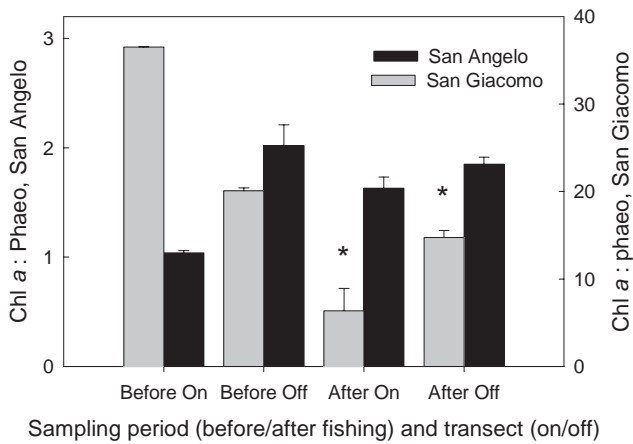 San Angelo
San Giacomo
Chl a : Phaeo, San Angelo
3
2
1
0
40
30
20
10
0
Chl a : phaeo, San Giacomo
*
*
Before On Before Off After On After Off
Sampling period (before/after fishing) and transect (on/off)